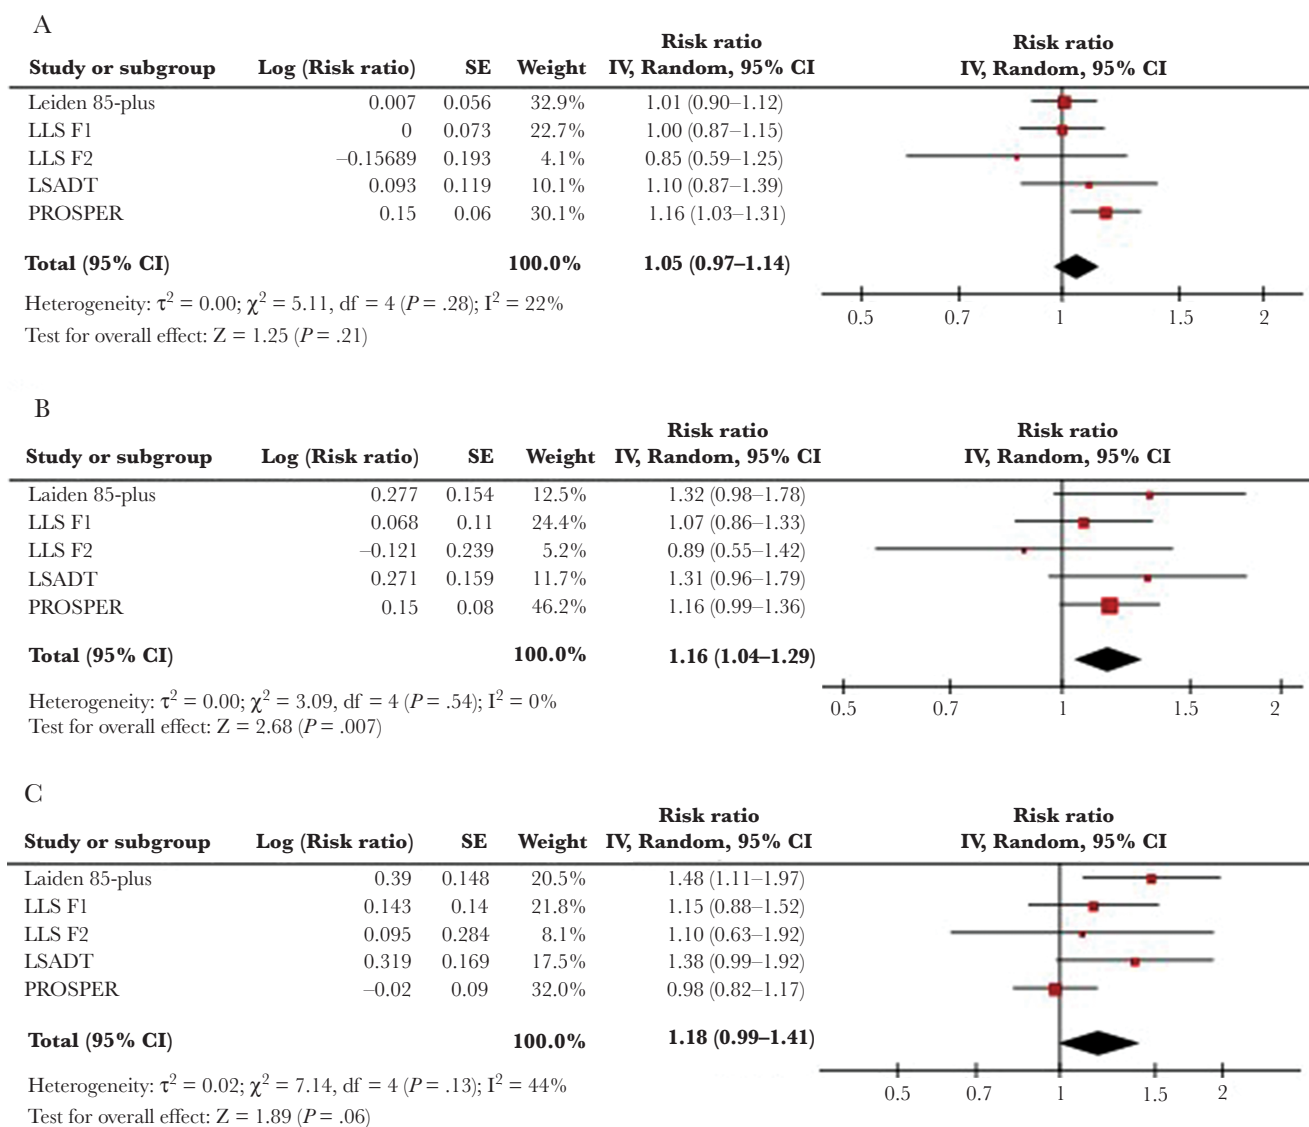 A
Risk ratio Risk ratio
Study or subgroup Log (Risk ratio) SE Weight IV, Random, 95% CI IV, Random, 95% CI
Leiden 85-plus 0.007 0.056 32.9% 1.01 (0.90–1.12)
LLS F1 0 0.073 22.7% 1.00 (0.87–1.15)
LLS F2 –0.15689 0.193 4.1% 0.85 (0.59–1.25)
LSADT 0.093 0.119 10.1% 1.10 (0.87–1.39)
PROSPER 0.15 0.06 30.1% 1.16 (1.03–1.31)
Total (95% CI) 100.0% 1.05 (0.97–1.14)
Heterogeneity: τ² = 0.00; χ² = 5.11, df = 4 (P = .28); I² = 22%
0.5 0.7 1 1.5 2
Test for overall effect: Z = 1.25 (P = .21)
B
Risk ratio Risk ratio
Study or subgroup Log (Risk ratio) SE Weight IV, Random, 95% CI IV, Random, 95% CI
Laiden 85-plus 0.277 0.154 12.5% 1.32 (0.98–1.78)
LLS F1 0.068 0.11 24.4% 1.07 (0.86–1.33)
LLS F2 –0.121 0.239 5.2% 0.89 (0.55–1.42)
LSADT 0.271 0.159 11.7% 1.31 (0.96–1.79)
PROSPER 0.15 0.08 46.2% 1.16 (0.99–1.36)
Total (95% CI) 100.0% 1.16 (1.04–1.29)
Heterogeneity: τ² = 0.00; χ² = 3.09, df = 4 (P = .54); I² = 0%
0.5 0.7 1 1.5 2
Test for overall effect: Z = 2.68 (P = .007)
C
Risk ratio Risk ratio
Study or subgroup Log (Risk ratio) SE Weight IV, Random, 95% CI IV, Random, 95% CI
Laiden 85-plus 0.39 0.148 20.5% 1.48 (1.11–1.97)
LLS F1 0.143 0.14 21.8% 1.15 (0.88–1.52)
LLS F2 0.095 0.284 8.1% 1.10 (0.63–1.92)
LSADT 0.319 0.169 17.5% 1.38 (0.99–1.92)
PROSPER –0.02 0.09 32.0% 0.98 (0.82–1.17)
Total (95% CI) 100.0% 1.18 (0.99–1.41)
Heterogeneity: τ² = 0.02; χ² = 7.14, df = 4 (P = .13); I² = 44%
0.5 0.7 1 1.5 2
Test for overall effect: Z = 1.89 (P = .06)